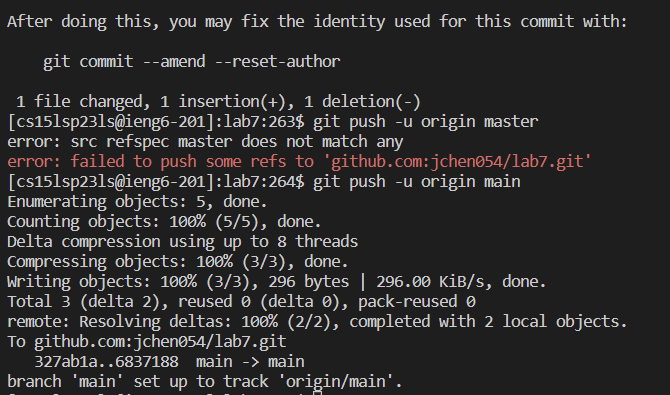 After doing this, you may fix the identity used for this commit with:
    git commit --amend --reset-author
 1 file changed, 1 insertion(+), 1 deletion(-)
[cs15lsp23ls@ieng6-201]:lab7:263$ git push -u origin master
error: src refspec master does not match any
error: failed to push some refs to 'github.com:jchen054/lab7.git'
[cs15lsp23ls@ieng6-201]:lab7:264$ git push -u origin main
Enumerating objects: 5, done.
Counting objects: 100% (5/5), done.
Delta compression using up to 8 threads
Compressing objects: 100% (3/3), done.
Writing objects: 100% (3/3), 296 bytes | 296.00 KiB/s, done.
Total 3 (delta 2), reused 0 (delta 0), pack-reused 0
remote: Resolving deltas: 100% (2/2), completed with 2 local objects.
To github.com:jchen054/lab7.git
   327ab1a..6837188  main -> main
branch 'main' set up to track 'origin/main'.